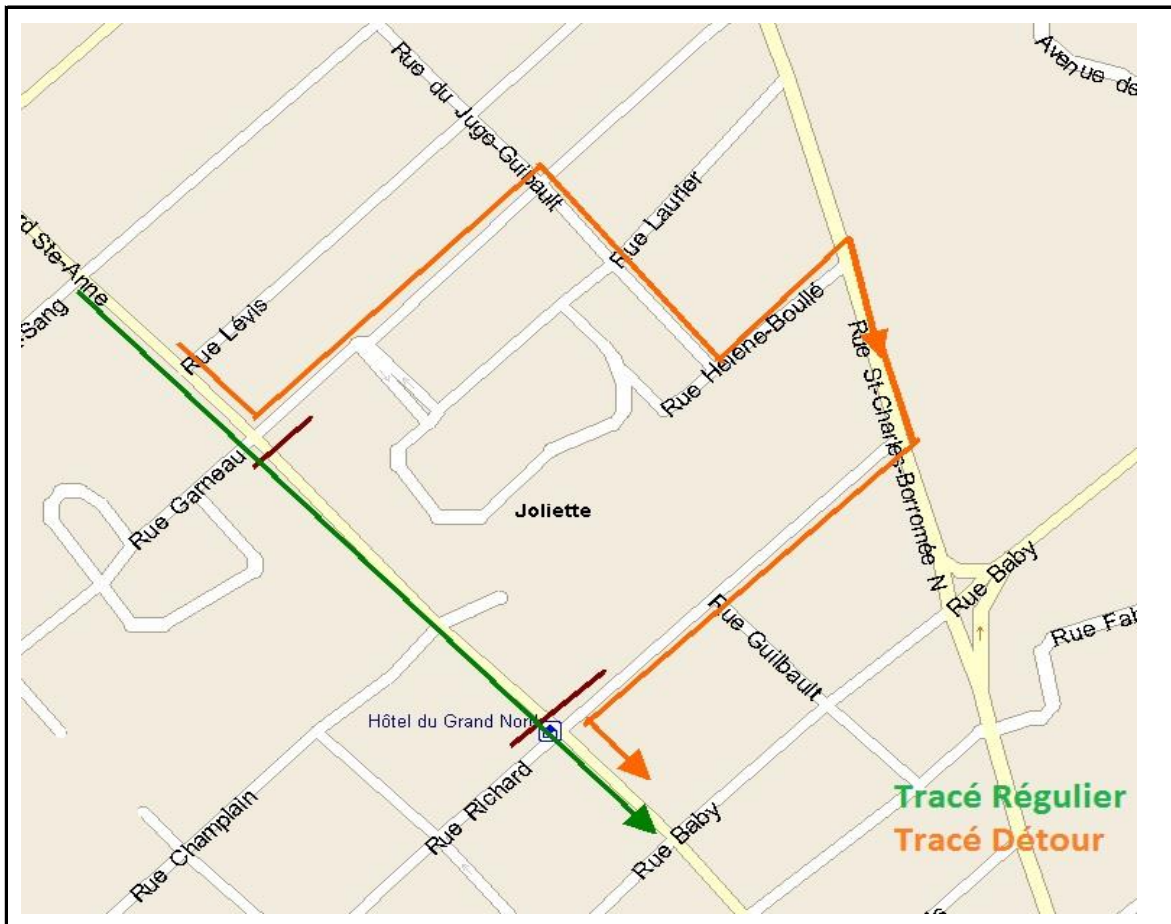 Rue du Juge-Guibault
Avenue de
rd Ste-Anne
Rue Laurier
-Sang
Rue Lévis
Rue Hélène-Boullé
Rue St-Charles-Borromée N
Rue Garneau
Joliette
Rue Baby
Rue Guilbault
Rue Fab
Hôtel du Grand Nord
Rue Champlain
Rue Richard
Rue Baby
Tracé Régulier
Tracé Détour